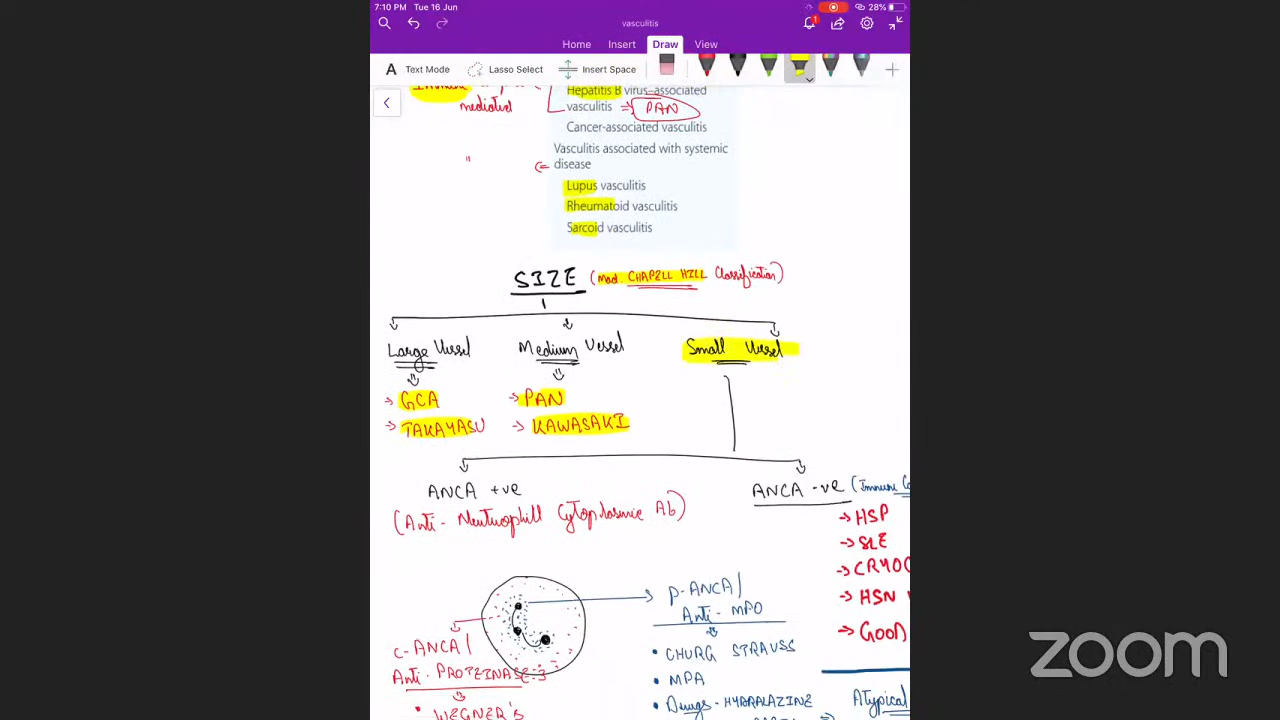 7:10 PM Tue 16 Jun
28%
vasculitis
Home Insert Draw View
A Text Mode Lasso Select Insert Space
mediated
Hepatitis B virus–associated
vasculitis ⇒ PAN
Cancer-associated vasculitis
Vasculitis associated with systemic
disease
Lupus vasculitis
Rheumatoid vasculitis
Sarcoid vasculitis
SIZE (Mod. CHAPELL HILL Classification)
Large Vessel
Medium Vessel
Small Vessel
→ GCA
→ TAKAYASU
→ PAN
→ KAWASAKI
ANCA +ve
(Anti- Neutrophill Cytoplasmic Ab)
ANCA -ve (Immune Co
→ HSP
→ SLE
→ CRYOG
→ HSN
→ GOOD
p-ANCA/
Anti-MPO
• CHURG STRAUSS
• MPA
• Drugs-HYDRALAZINE
c-ANCA/
Anti-PROTEINASE-3
• WEGNER'S
Atypical
zoom